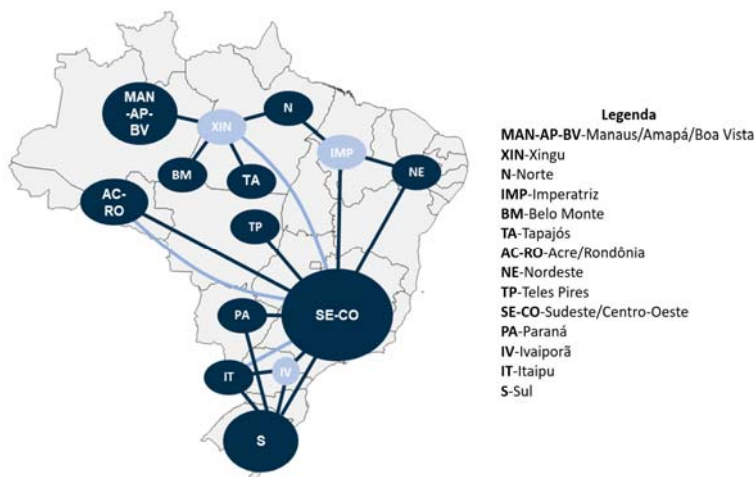 MAN
-AP-
BV
XIN
N
IMP
NE
BM
TA
AC-
RO
TP
SE-CO
PA
IT
IV
S
Legenda
MAN-AP-BV-Manaus/Amapá/Boa Vista
XIN-Xingu
N-Norte
IMP-Imperatriz
BM-Belo Monte
TA-Tapajós
AC-RO-Acre/Rondônia
NE-Nordeste
TP-Teles Pires
SE-CO-Sudeste/Centro-Oeste
PA-Paraná
IV-Ivaiporã
IT-Itaipu
S-Sul